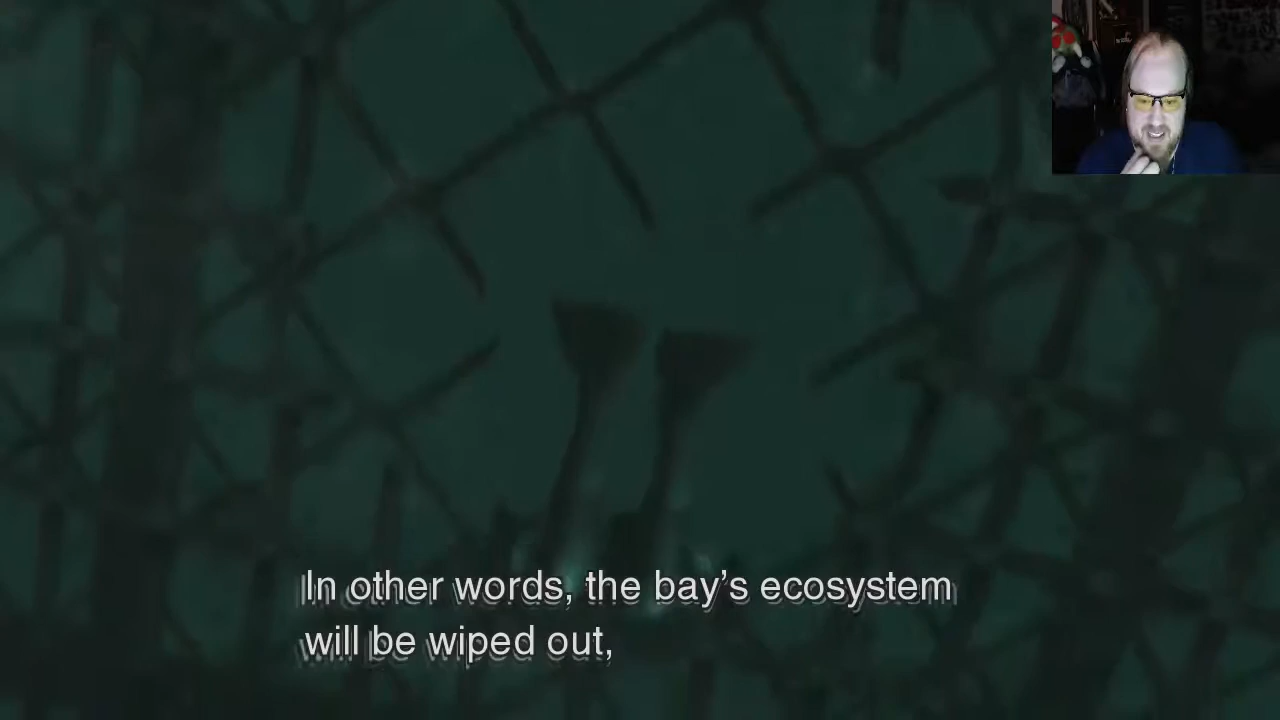 In other words, the bay’s ecosystem
will be wiped out,